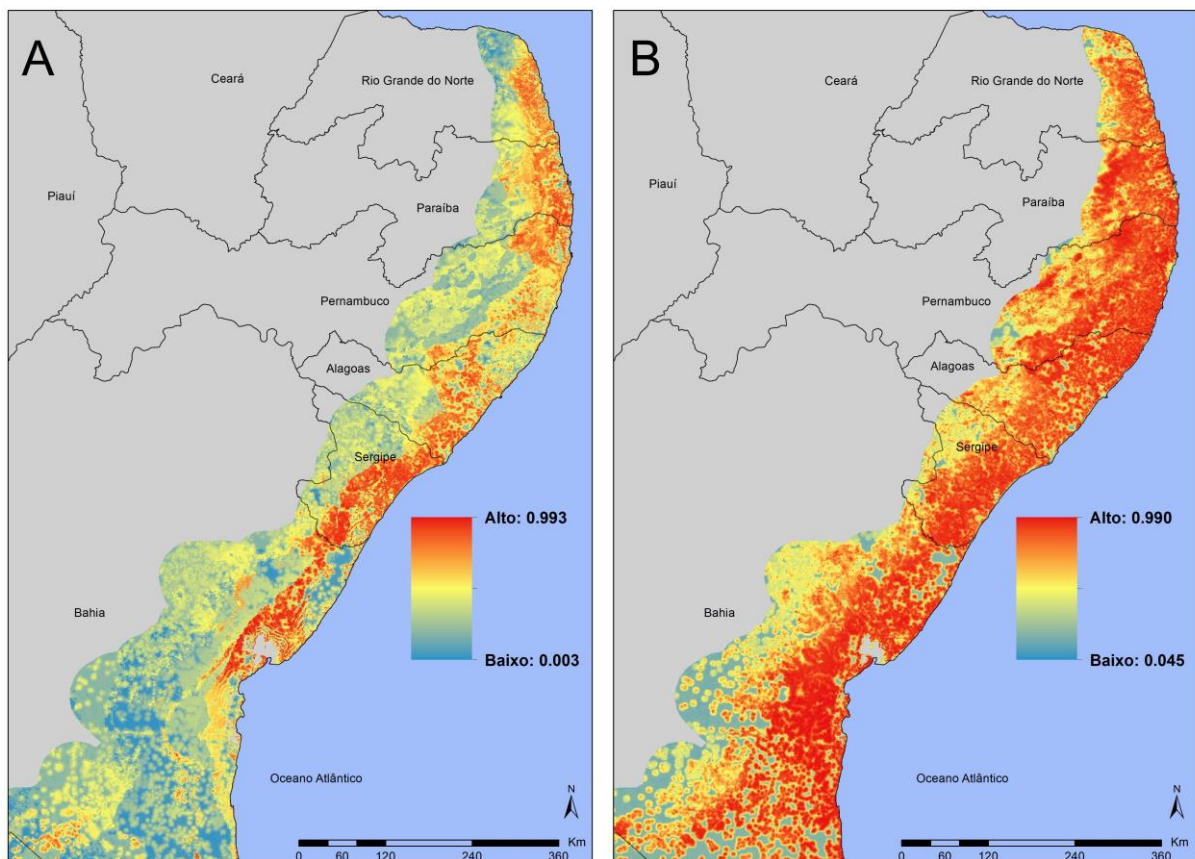 A
Ceará
Rio Grande do Norte
Piauí
Paraíba
Pernambuco
Alagoas
Sergipe
Alto: 0.993
Bahia
Baixo: 0.003
Oceano Atlântico
N
Km
0 60 120 240 360
B
Ceará
Rio Grande do Norte
Piauí
Paraíba
Pernambuco
Alagoas
Sergipe
Alto: 0.990
Bahia
Baixo: 0.045
Oceano Atlântico
N
Km
0 60 120 240 360